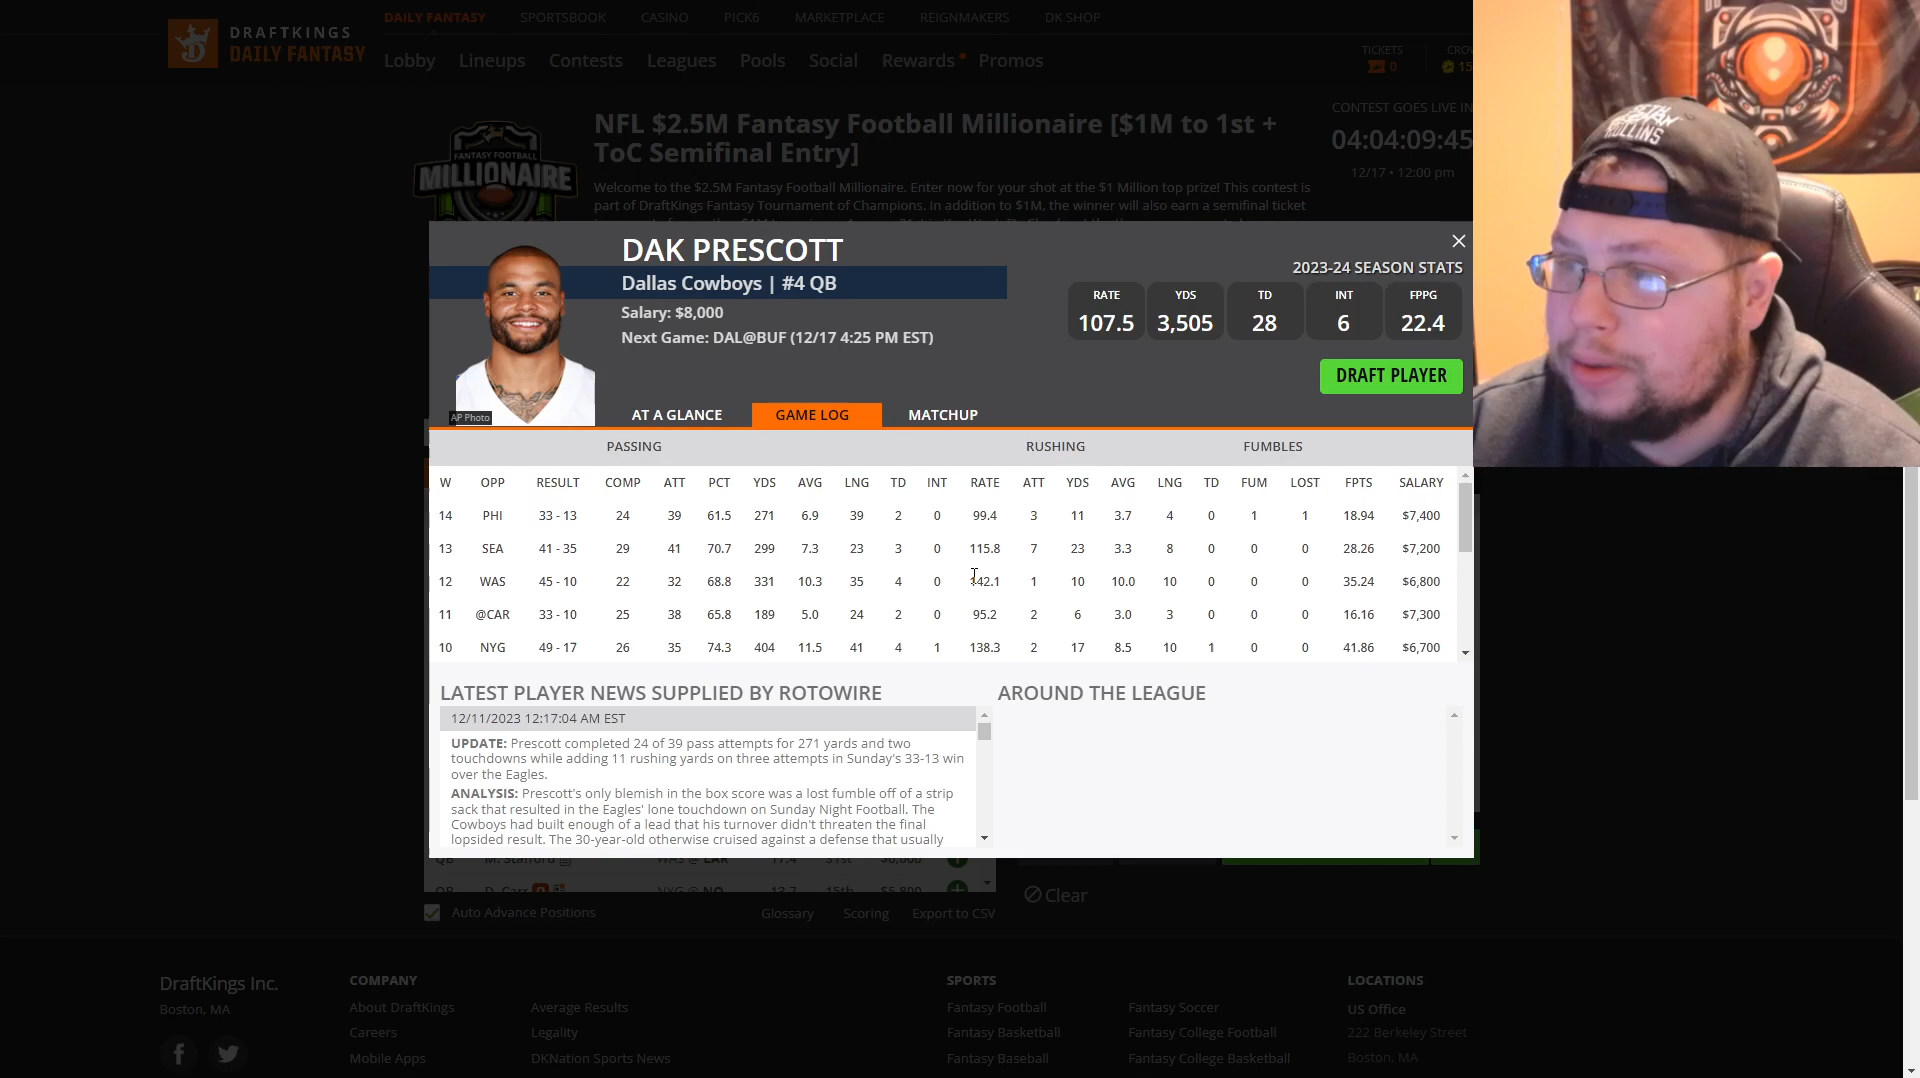 DRAFTKINGS
DAILY FANTASY
DAILY FANTASY SPORTSBOOK CASINO PICK6 MARKETPLACE REIGNMAKERS DK SHOP
Lobby Lineups Contests Leagues Pools Social Rewards Promos
TICKETS
0
15
FANTASY FOOTBALL
MILLIONAIRE
NFL $2.5M Fantasy Football Millionaire [$1M to 1st +
ToC Semifinal Entry]
Welcome to the $2.5M Fantasy Football Millionaire. Enter now for your shot at the $1 Million top prize! This contest is
part of DraftKings Fantasy Tournament of Champions. In addition to $1M, the winner will also earn a semifinal ticket
CONTEST GOES LIVE IN
04:04:09:45
12/17 • 12:00 pm
ROLLINS
DAK PRESCOTT
Dallas Cowboys | #4 QB
Salary: $8,000
Next Game: DAL@BUF (12/17 4:25 PM EST)
AP Photo
2023-24 SEASON STATS
RATE YDS TD INT FPPG
107.5 3,505 28 6 22.4
DRAFT PLAYER
AT A GLANCE GAME LOG MATCHUP
PASSING RUSHING FUMBLES
W OPP RESULT COMP ATT PCT YDS AVG LNG TD INT RATE ATT YDS AVG LNG TD FUM LOST FPTS SALARY
14 PHI 33 - 13 24 39 61.5 271 6.9 39 2 0 99.4 3 11 3.7 4 0 1 1 18.94 $7,400
13 SEA 41 - 35 29 41 70.7 299 7.3 23 3 0 115.8 7 23 3.3 8 0 0 0 28.26 $7,200
12 WAS 45 - 10 22 32 68.8 331 10.3 35 4 0 142.1 1 10 10.0 10 0 0 0 35.24 $6,800
11 @CAR 33 - 10 25 38 65.8 189 5.0 24 2 0 95.2 2 6 3.0 3 0 0 0 16.16 $7,300
10 NYG 49 - 17 26 35 74.3 404 11.5 41 4 1 138.3 2 17 8.5 10 1 0 0 41.86 $6,700
LATEST PLAYER NEWS SUPPLIED BY ROTOWIRE
12/11/2023 12:17:04 AM EST
UPDATE: Prescott completed 24 of 39 pass attempts for 271 yards and two
touchdowns while adding 11 rushing yards on three attempts in Sunday's 33-13 win
over the Eagles.
ANALYSIS: Prescott's only blemish in the box score was a lost fumble off of a strip
sack that resulted in the Eagles' lone touchdown on Sunday Night Football. The
Cowboys had built enough of a lead that his turnover didn't threaten the final
lopsided result. The 30-year-old otherwise cruised against a defense that usually
AROUND THE LEAGUE
QB M. Stafford WAS @ LAR 17.4 31st $6,000
QB D. Carr Q NYG @ NO 13.7 15th $5,800
Clear
Auto Advance Positions Glossary Scoring Export to CSV
DraftKings Inc.
Boston, MA
COMPANY
About DraftKings Average Results
Careers Legality
Mobile Apps DKNation Sports News
SPORTS
Fantasy Football Fantasy Soccer
Fantasy Basketball Fantasy College Football
Fantasy Baseball Fantasy College Basketball
LOCATIONS
US Office
222 Berkeley Street
Boston, MA